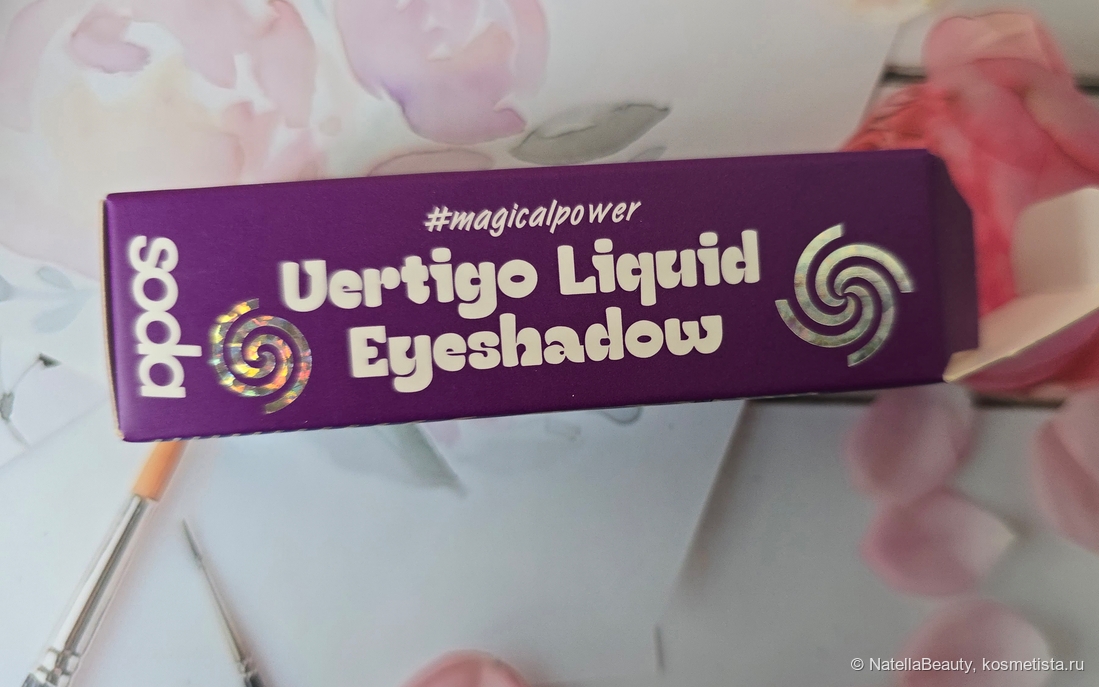 soda
#magicalpower
Vertigo Liquid
Eyeshadow
© NatellaBeauty, kosmetista.ru